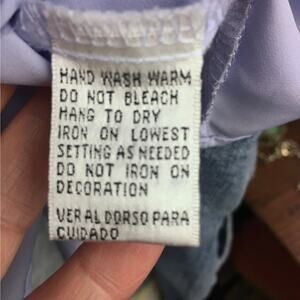 HAND WASH WARM
DO NOT BLEACH
HANG TO DRY
IRON ON LOWEST
SETTING AS NEEDED
DO NOT IRON ON
DECORATION
VER AL DORSO PARA
CUIDADO